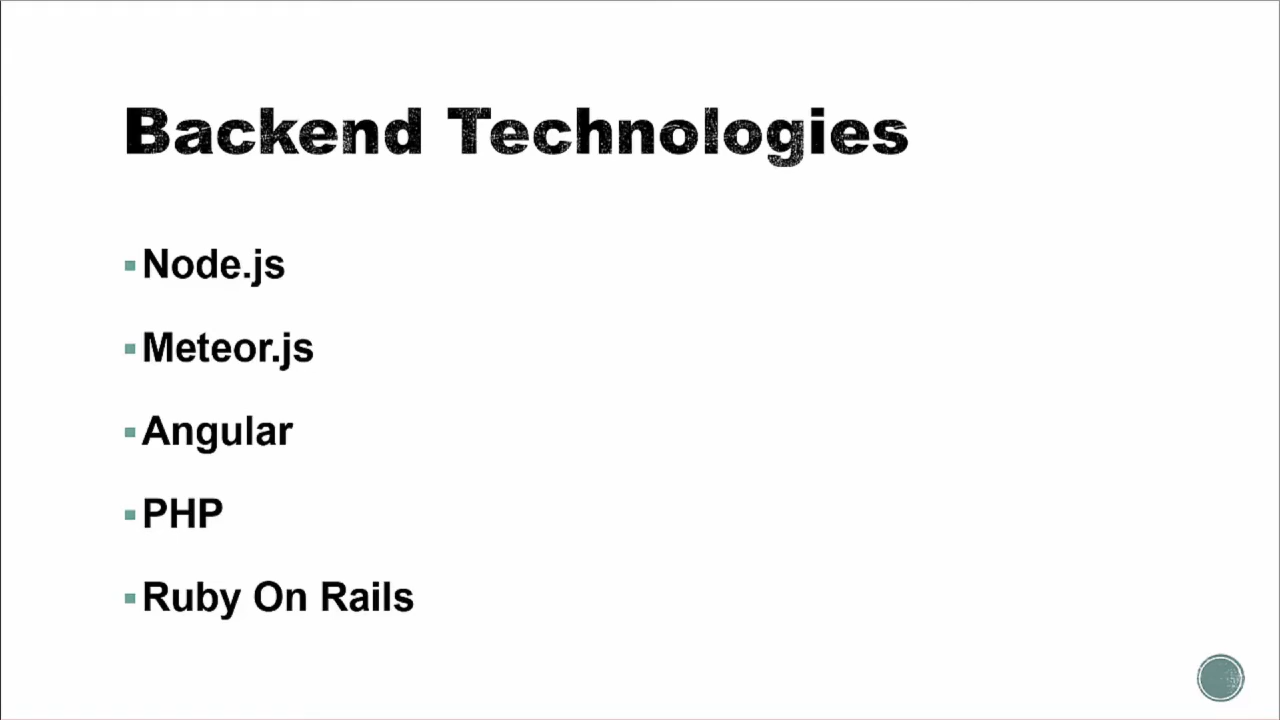 Backend Technologies
Node.js
Meteor.js
Angular
PHP
Ruby On Rails